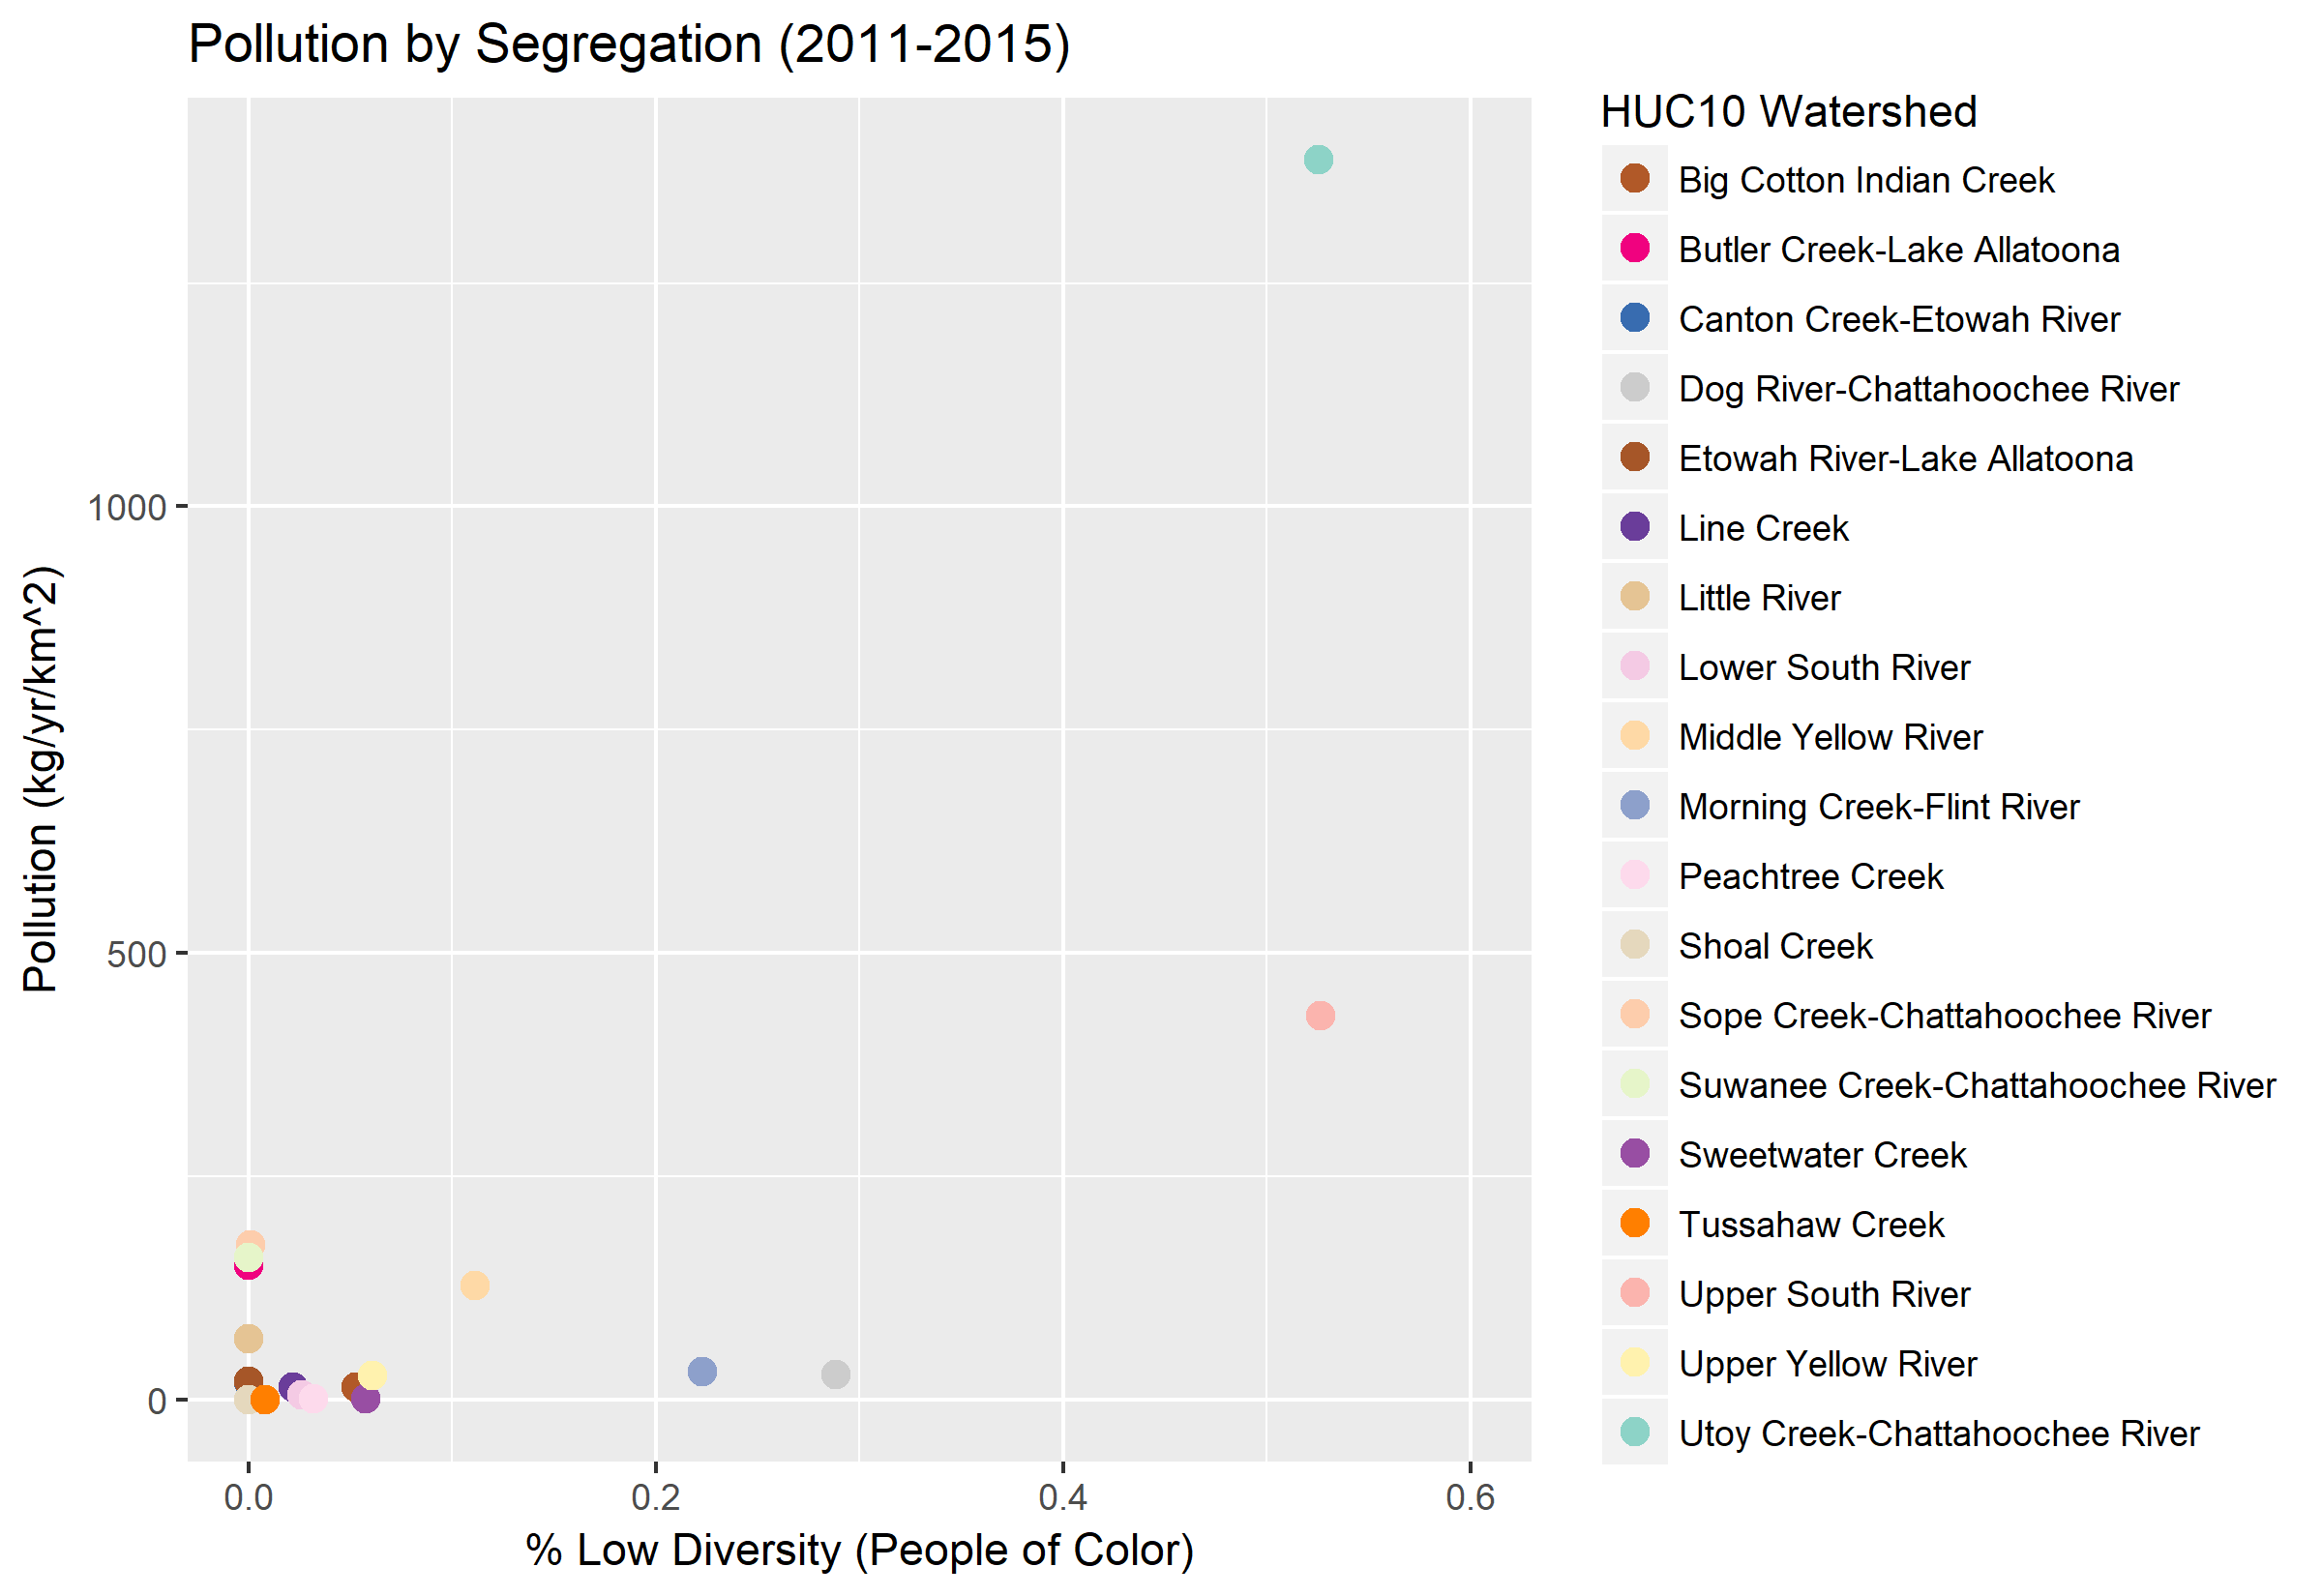 Pollution by Segregation (2011-2015)
HUC10 Watershed
Big Cotton Indian Creek
Butler Creek-Lake Allatoona
Canton Creek-Etowah River
Dog River-Chattahoochee River
Etowah River-Lake Allatoona
Line Creek
Little River
Lower South River
Middle Yellow River
Morning Creek-Flint River
Peachtree Creek
Shoal Creek
Sope Creek-Chattahoochee River
Suwanee Creek-Chattahoochee River
Sweetwater Creek
Tussahaw Creek
Upper South River
Upper Yellow River
Utoy Creek-Chattahoochee River
Pollution (kg/yr/km^2)
1000
500
0
0.0 0.2 0.4 0.6
% Low Diversity (People of Color)